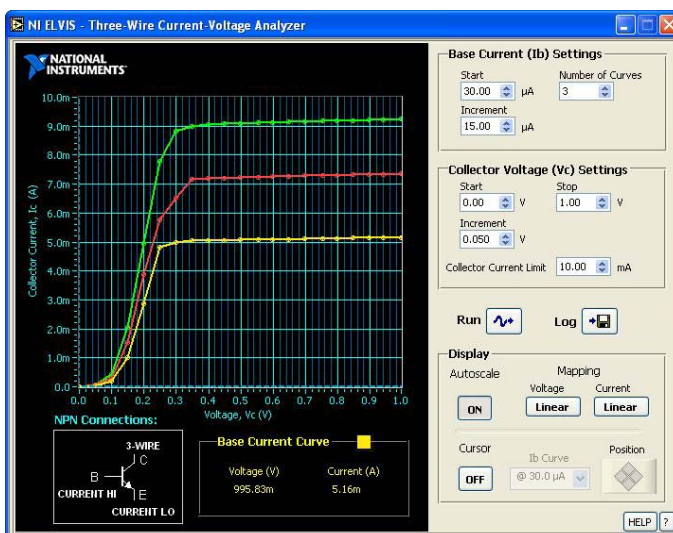 NI ELVIS - Three-Wire Current-Voltage Analyzer
NATIONAL
INSTRUMENTS
10.0m
9.0m
8.0m
7.0m
6.0m
5.0m
4.0m
3.0m
2.0m
1.0m
0.0
Collector Current, Ic (A)
0.0 0.1 0.2 0.3 0.4 0.5 0.6 0.7 0.8 0.9 1.0
Voltage, Vc (V)
NPN Connections:
3-WIRE
C
B
CURRENT HI
E
CURRENT LO
Base Current Curve
Voltage (V) Current (A)
995.83m 5.16m
Base Current (Ib) Settings
Start Number of Curves
30.00 µA 3
Increment
15.00 µA
Collector Voltage (Vc) Settings
Start Stop
0.00 V 1.00 V
Increment
0.050 V
Collector Current Limit 10.00 mA
Run Log
Display
Autoscale Mapping
Voltage Current
ON Linear Linear
Cursor Ib Curve Position
OFF @ 30.0 µA
HELP ?